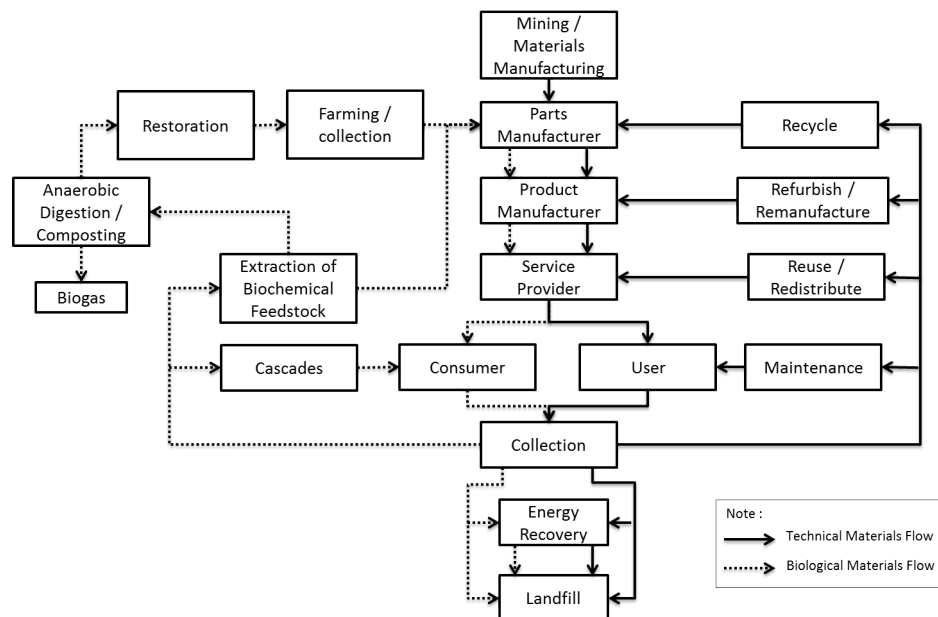 Mining /
Materials
Manufacturing
Restoration
Farming /
collection
Parts
Manufacturer
Recycle
Anaerobic
Digestion /
Composting
Product
Manufacturer
Refurbish /
Remanufacture
Biogas
Extraction of
Biochemical
Feedstock
Service
Provider
Reuse /
Redistribute
Cascades
Consumer
User
Maintenance
Collection
Energy
Recovery
Landfill
Note :
Technical Materials Flow
Biological Materials Flow